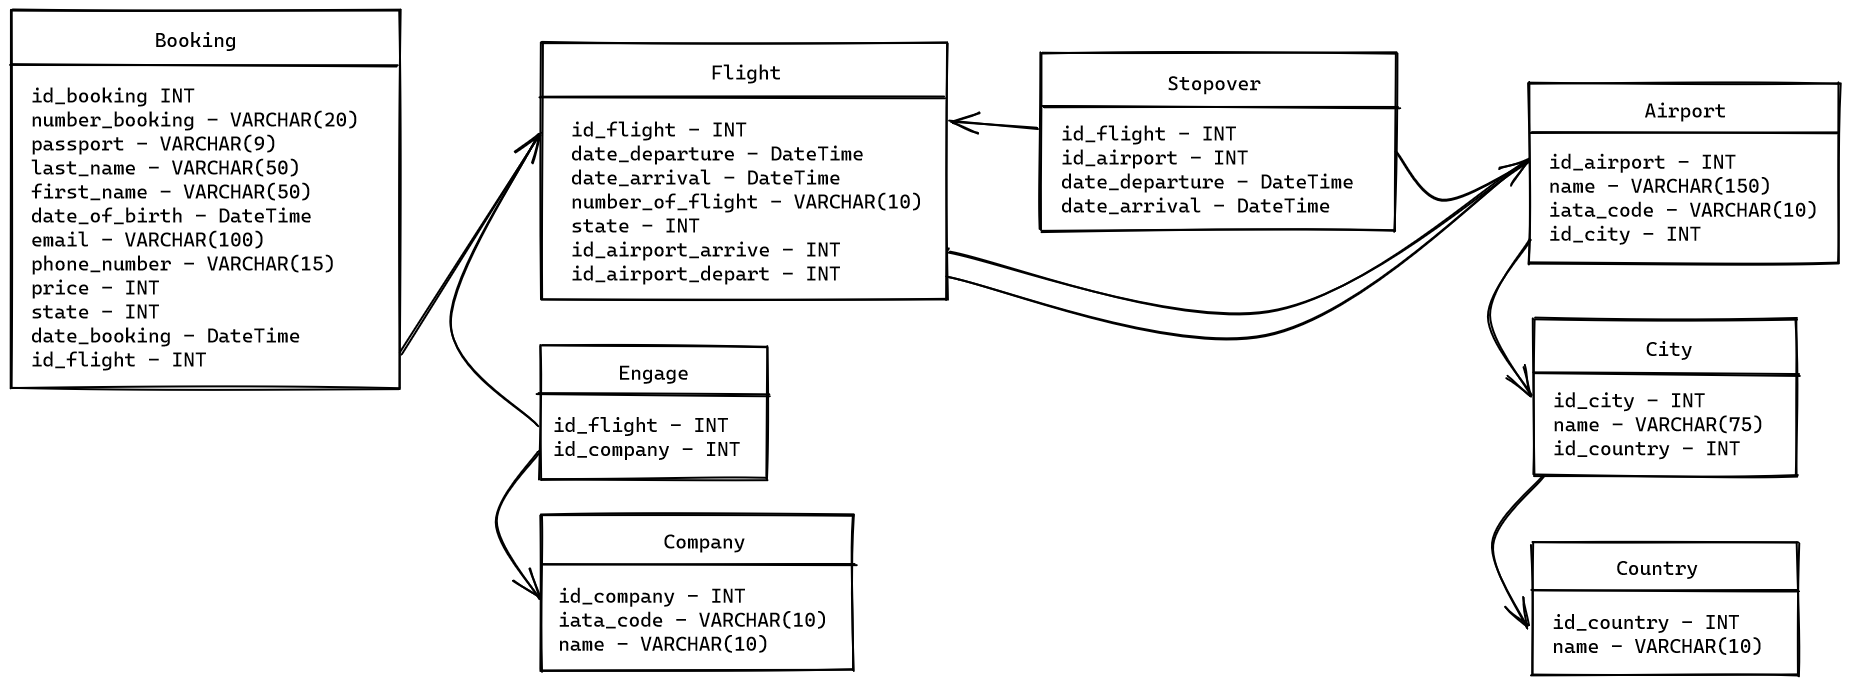 Booking
id_booking INT
number_booking - VARCHAR(20)
passport - VARCHAR(9)
last_name - VARCHAR(50)
first_name - VARCHAR(50)
date_of_birth - DateTime
email - VARCHAR(100)
phone_number - VARCHAR(15)
price - INT
state - INT
date_booking - DateTime
id_flight - INT
Flight
id_flight - INT
date_departure - DateTime
date_arrival - DateTime
number_of_flight - VARCHAR(10)
state - INT
id_airport_arrive - INT
id_airport_depart - INT
Engage
id_flight - INT
id_company - INT
Company
id_company - INT
iata_code - VARCHAR(10)
name - VARCHAR(10)
Stopover
id_flight - INT
id_airport - INT
date_departure - DateTime
date_arrival - DateTime
Airport
id_airport - INT
name - VARCHAR(150)
iata_code - VARCHAR(10)
id_city - INT
City
id_city - INT
name - VARCHAR(75)
id_country - INT
Country
id_country - INT
name - VARCHAR(10)